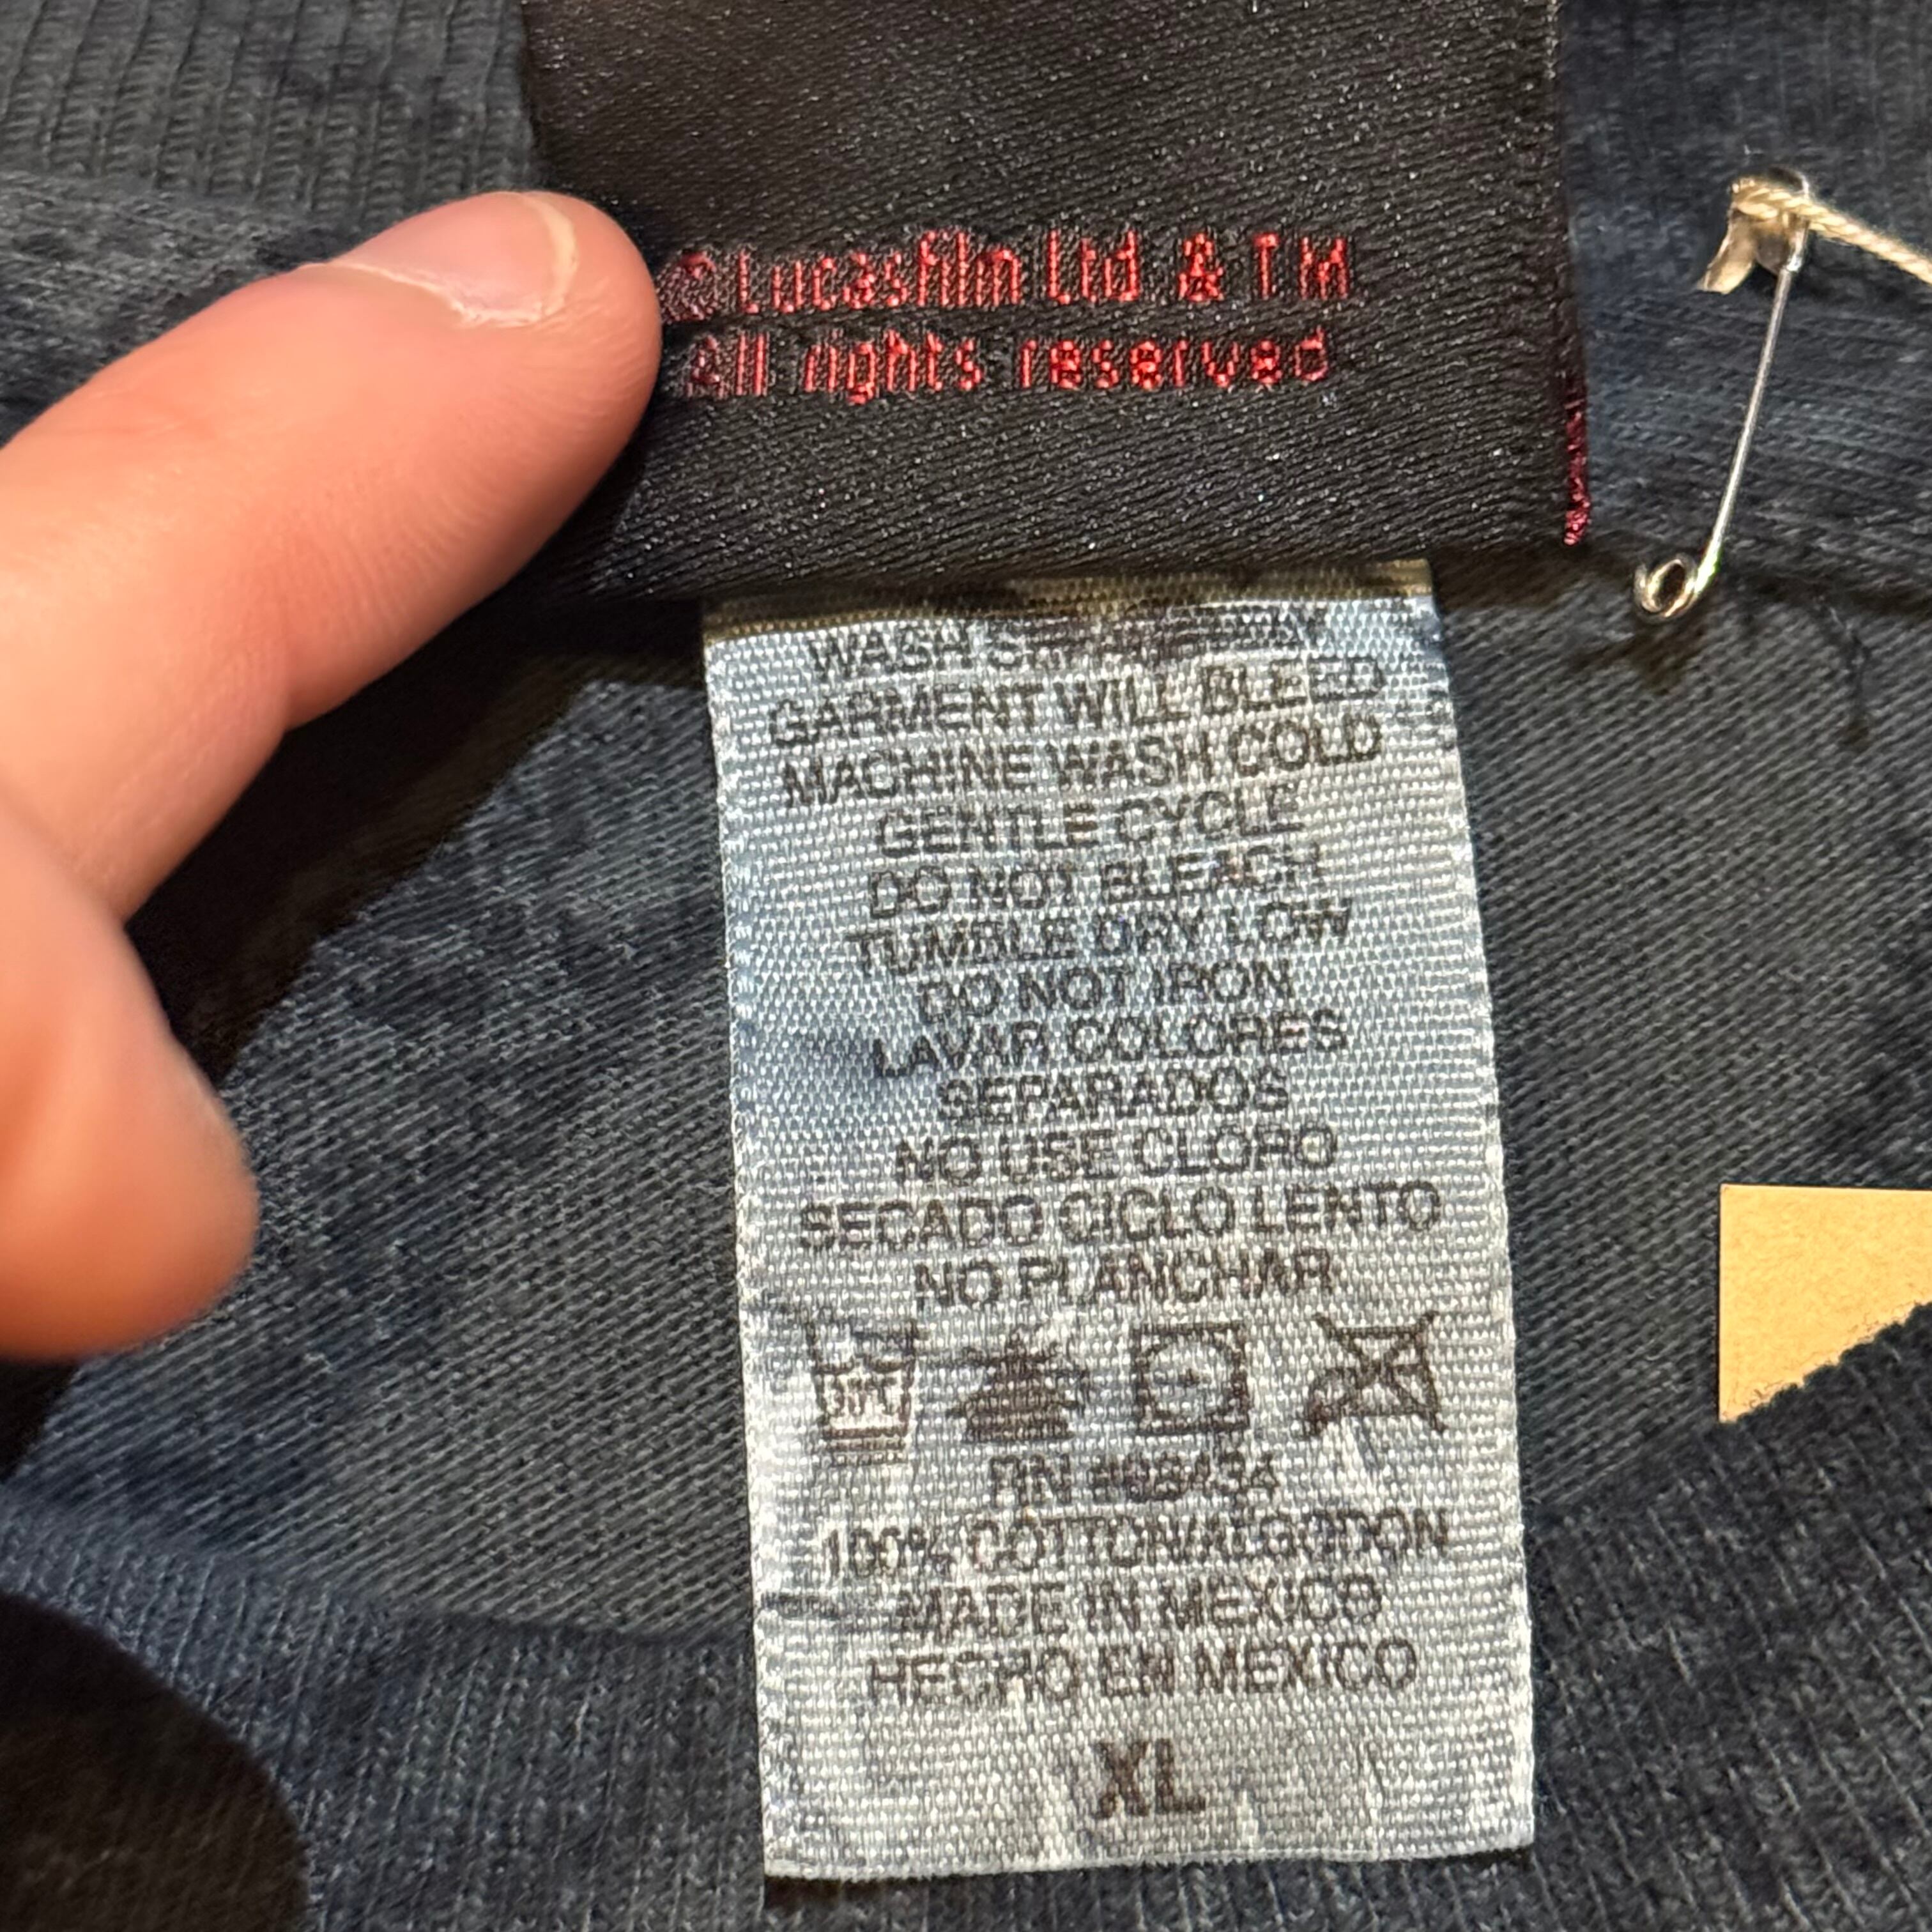 © Lucasfilm Ltd & TM
All rights reserved
WASH
GARMENT WILL BLEED
MACHINE WASH COLD
GENTLE CYCLE
DO NOT BLEACH
TUMBLE DRY LOW
DO NOT IRON
LAVAR COLORES
SEPARADOS
NO USE CLORO
SECADO CICLO LENTO
NO PLANCHAR
RN
100% COTTON/ALGODON
MADE IN MEXICO
HECHO EN MEXICO
XL